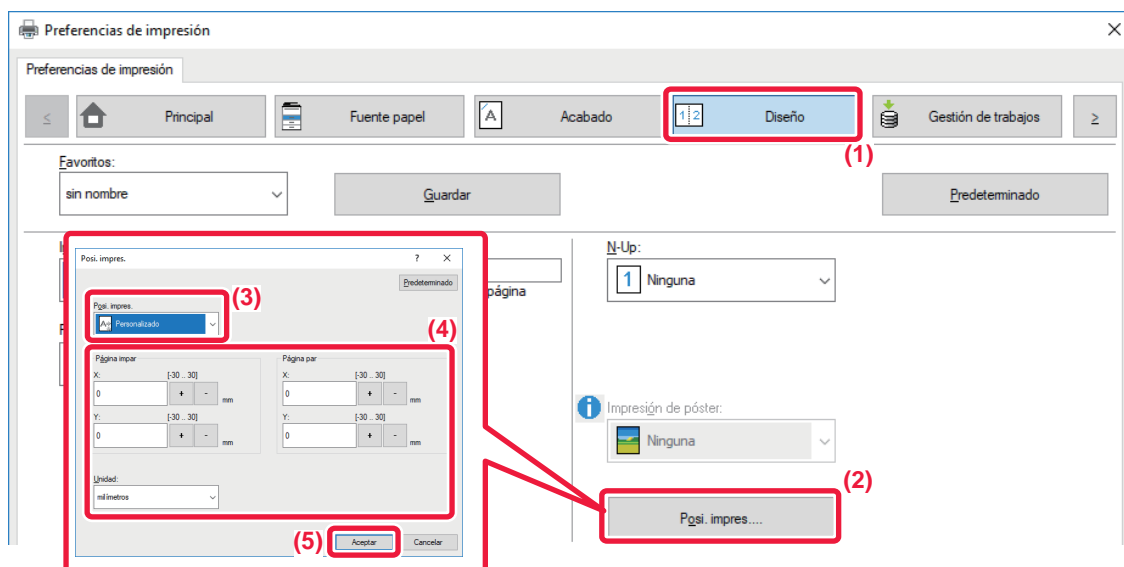 Preferencias de impresión
Preferencias de impresión
<
Principal
Fuente papel
A
Acabado
1 2
Diseño
Gestión de trabajos
>
(1)
Favoritos:
sin nombre
Guardar
Predeterminado
Posi. impres.
?
Predeterminado
página
(3)
Posi. impres.
Personalizado
(4)
Página impar
X: [-30 .. 30]
0 + - mm
Y: [-30 .. 30]
0 + - mm
Página par
X: [-30 .. 30]
0 + - mm
Y: [-30 .. 30]
0 + - mm
Unidad:
milímetros
(5)
Aceptar
Cancelar
N-Up:
1 Ninguna
Impresión de póster:
Ninguna
(2)
Posi. impres....